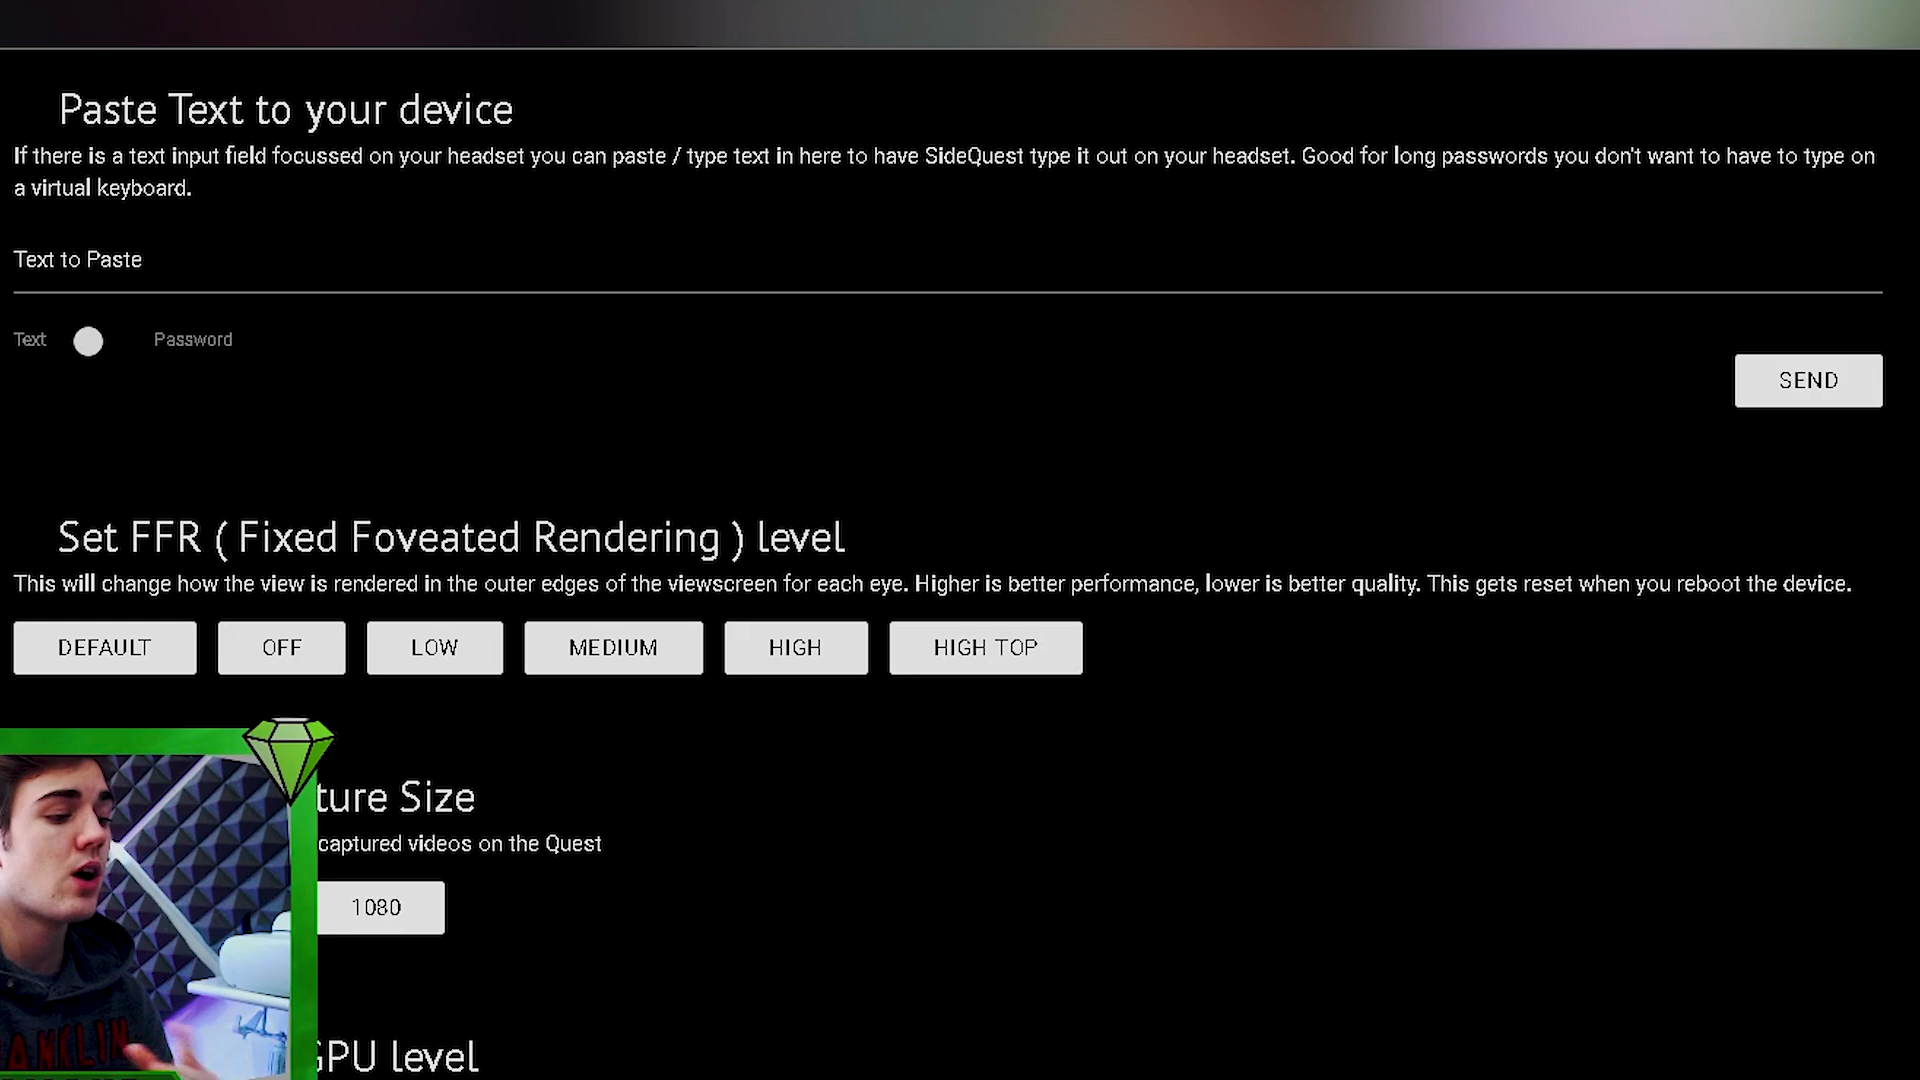 Paste Text to your device
If there is a text input field focussed on your headset you can paste / type text in here to have SideQuest type it out on your headset. Good for long passwords you don't want to have to type on
a virtual keyboard.
Text to Paste
Text Password
SEND
Set FFR ( Fixed Foveated Rendering ) level
This will change how the view is rendered in the outer edges of the viewscreen for each eye. Higher is better performance, lower is better quality. This gets reset when you reboot the device.
DEFAULT OFF LOW MEDIUM HIGH HIGH TOP
ture Size
captured videos on the Quest
1080
GPU level